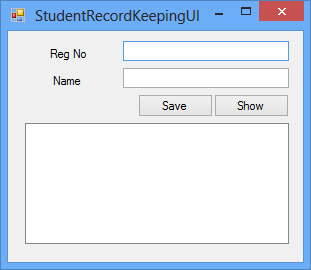 StudentRecordKeepingUI
Reg No
Name
Save Show